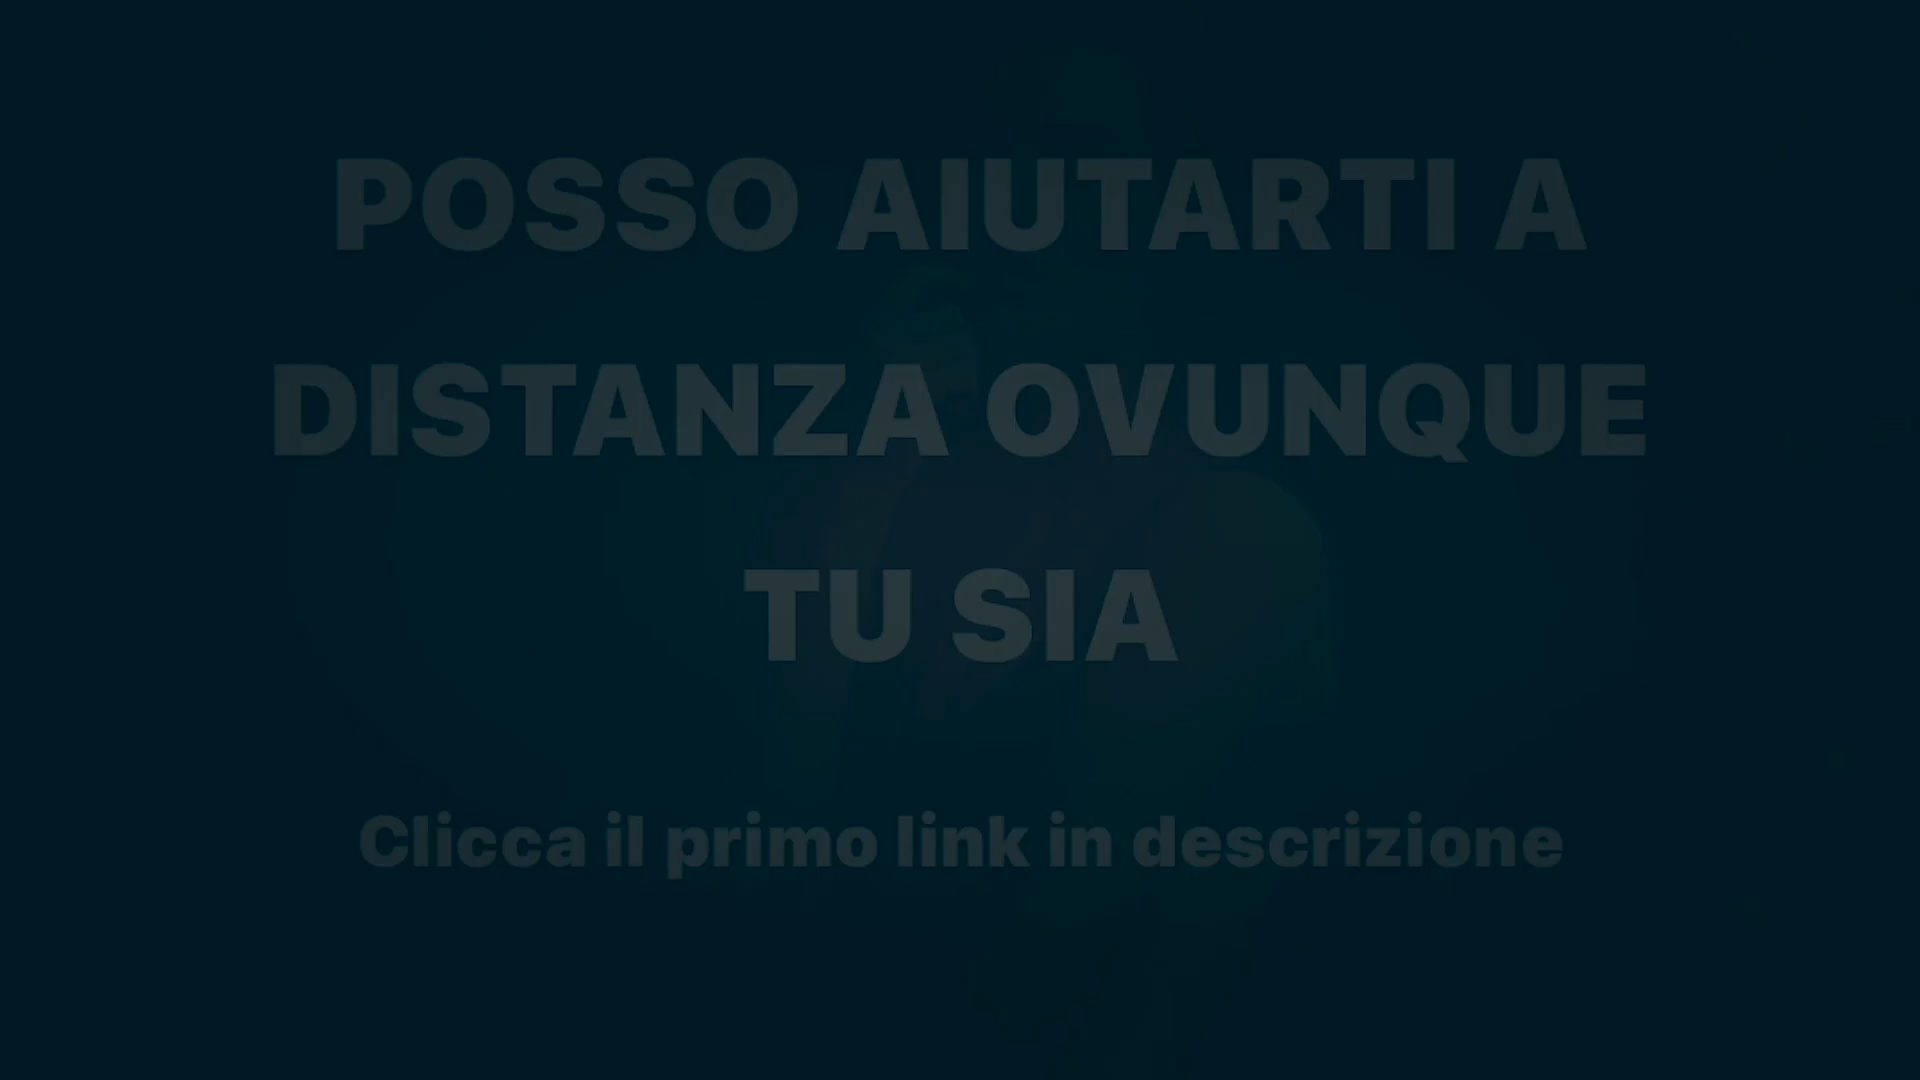 POSSO AIUTARTI A
DISTANZA OVUNQUE
TU SIA
Clicca il primo link in descrizione